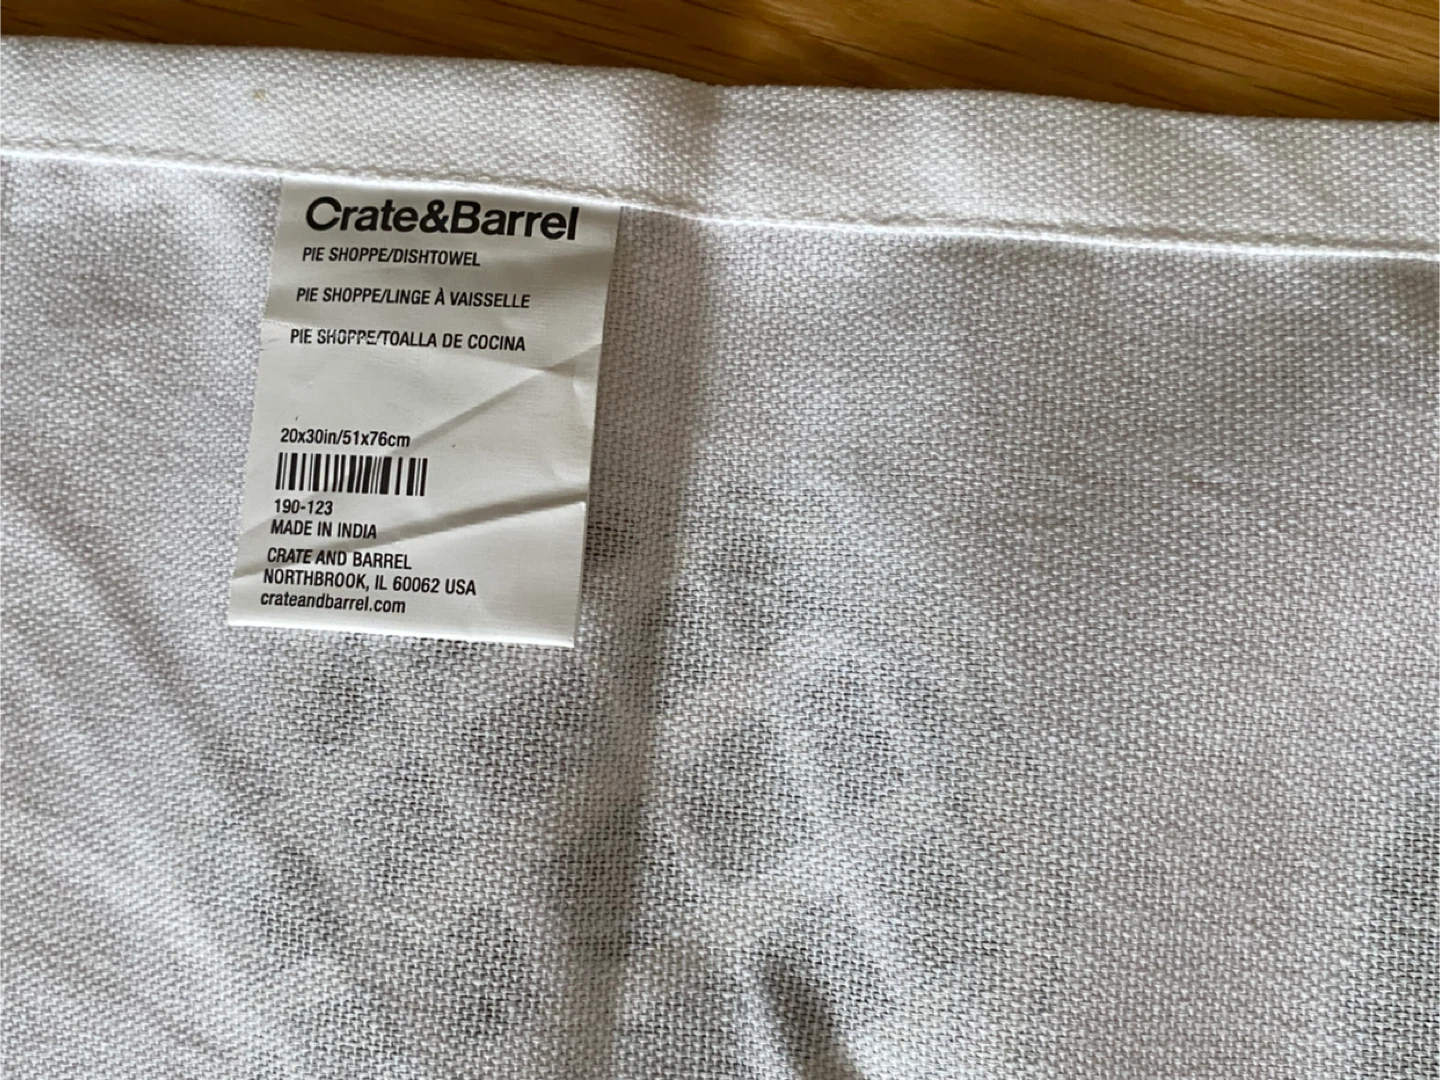 Crate&Barrel
PIE SHOPPE/DISHTOWEL
PIE SHOPPE/LINGE À VAISSELLE
PIE SHOPPE/TOALLA DE COCINA
20x30in/51x76cm
190-123
MADE IN INDIA
CRATE AND BARREL
NORTHBROOK, IL 60062 USA
crateandbarrel.com